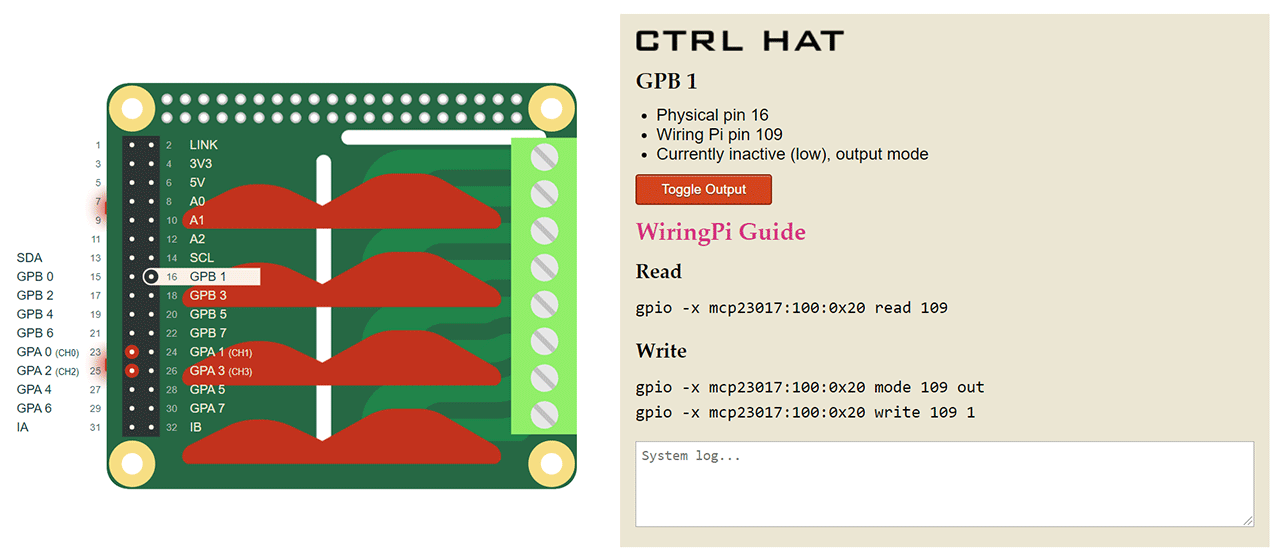 1 2 LINK
3 4 3V3
5 6 5V
7 8 A0
9 10 A1
11 12 A2
SDA 13 14 SCL
GPB 0 15 16 GPB 1
GPB 2 17 18 GPB 3
GPB 4 19 20 GPB 5
GPB 6 21 22 GPB 7
GPA 0 (CH0) 23 24 GPA 1 (CH1)
GPA 2 (CH2) 25 26 GPA 3 (CH3)
GPA 4 27 28 GPA 5
GPA 6 29 30 GPA 7
IA 31 32 IB
CTRL HAT
GPB 1
Physical pin 16
Wiring Pi pin 109
Currently inactive (low), output mode
Toggle Output
WiringPi Guide
Read
gpio -x mcp23017:100:0x20 read 109
Write
gpio -x mcp23017:100:0x20 mode 109 out
gpio -x mcp23017:100:0x20 write 109 1
System log...